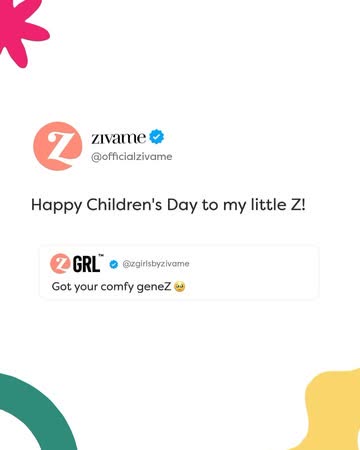 Z zivame
@officialzivame
Happy Children's Day to my little Z!
Z GRL™ @zgirlsbyzivame
Got your comfy geneZ 🥹